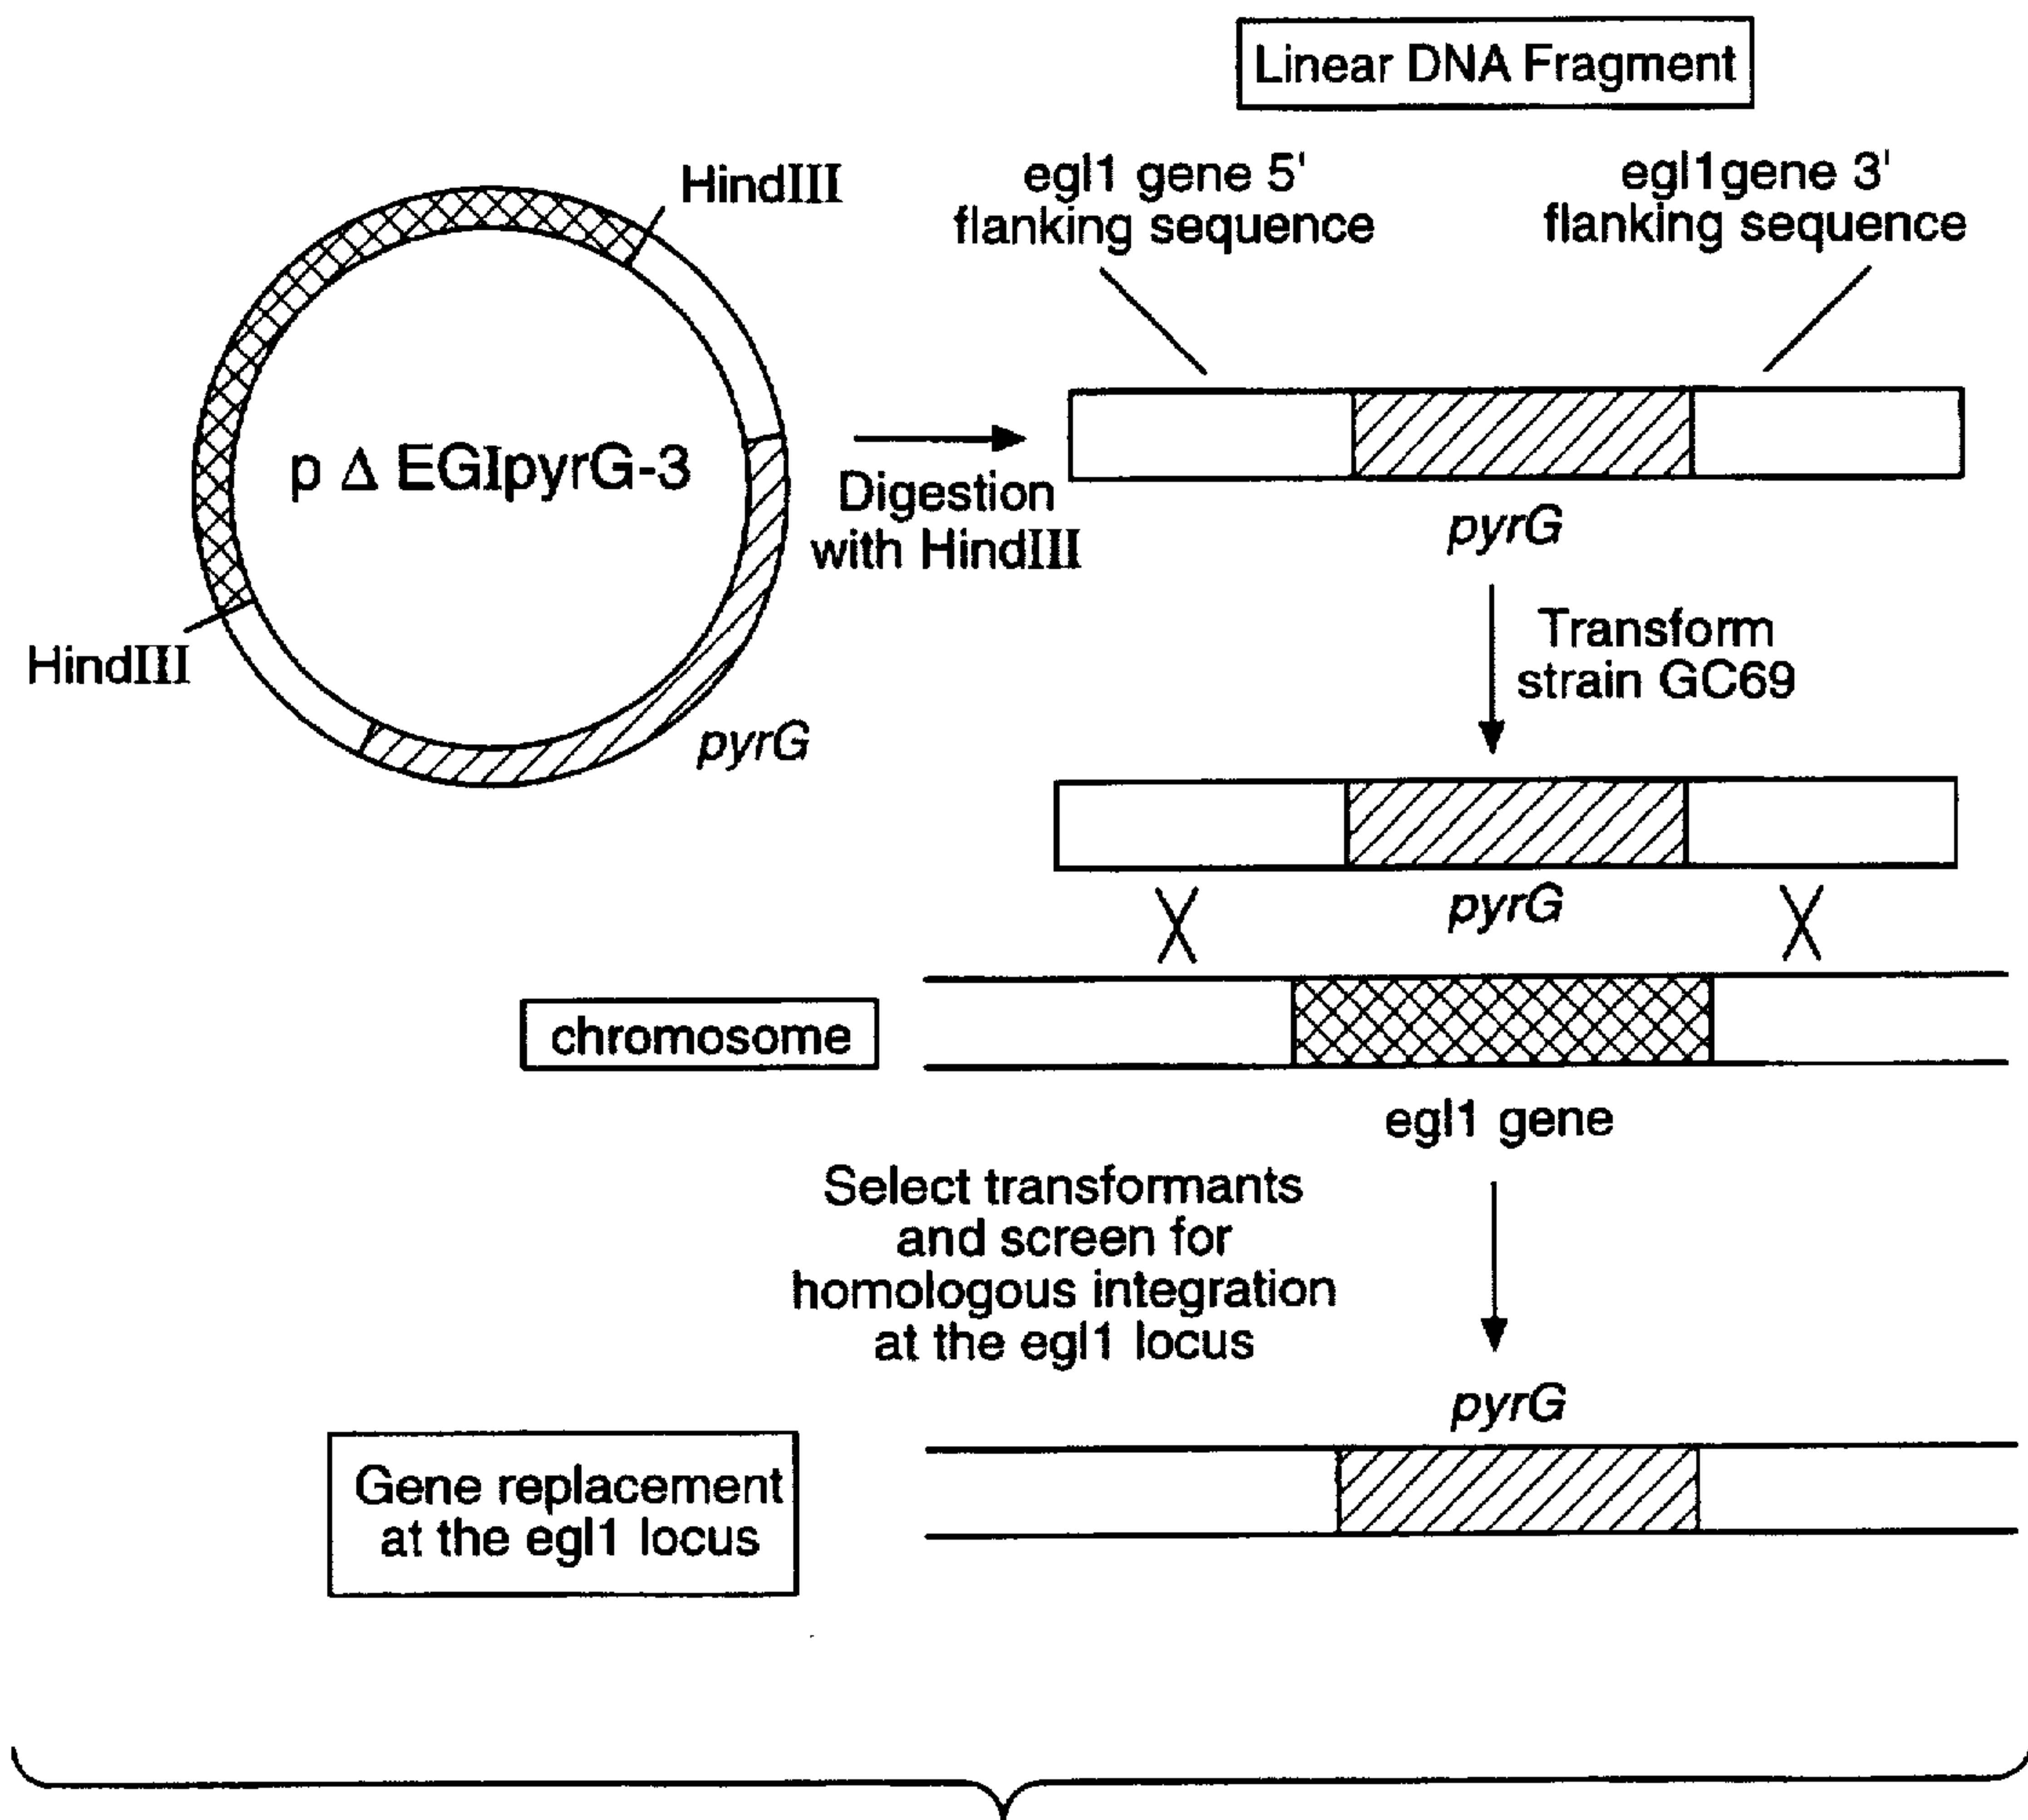 Linear DNA Fragment
HindIII
egl1 gene 5'
flanking sequence
egl1gene 3'
flanking sequence
p Δ EGIpyrG-3
Digestion
with HindIII
pyrG
HindIII
pyrG
Transform
strain GC69
pyrG
chromosome
egl1 gene
Select transformants
and screen for
homologous integration
at the egl1 locus
pyrG
Gene replacement
at the egl1 locus